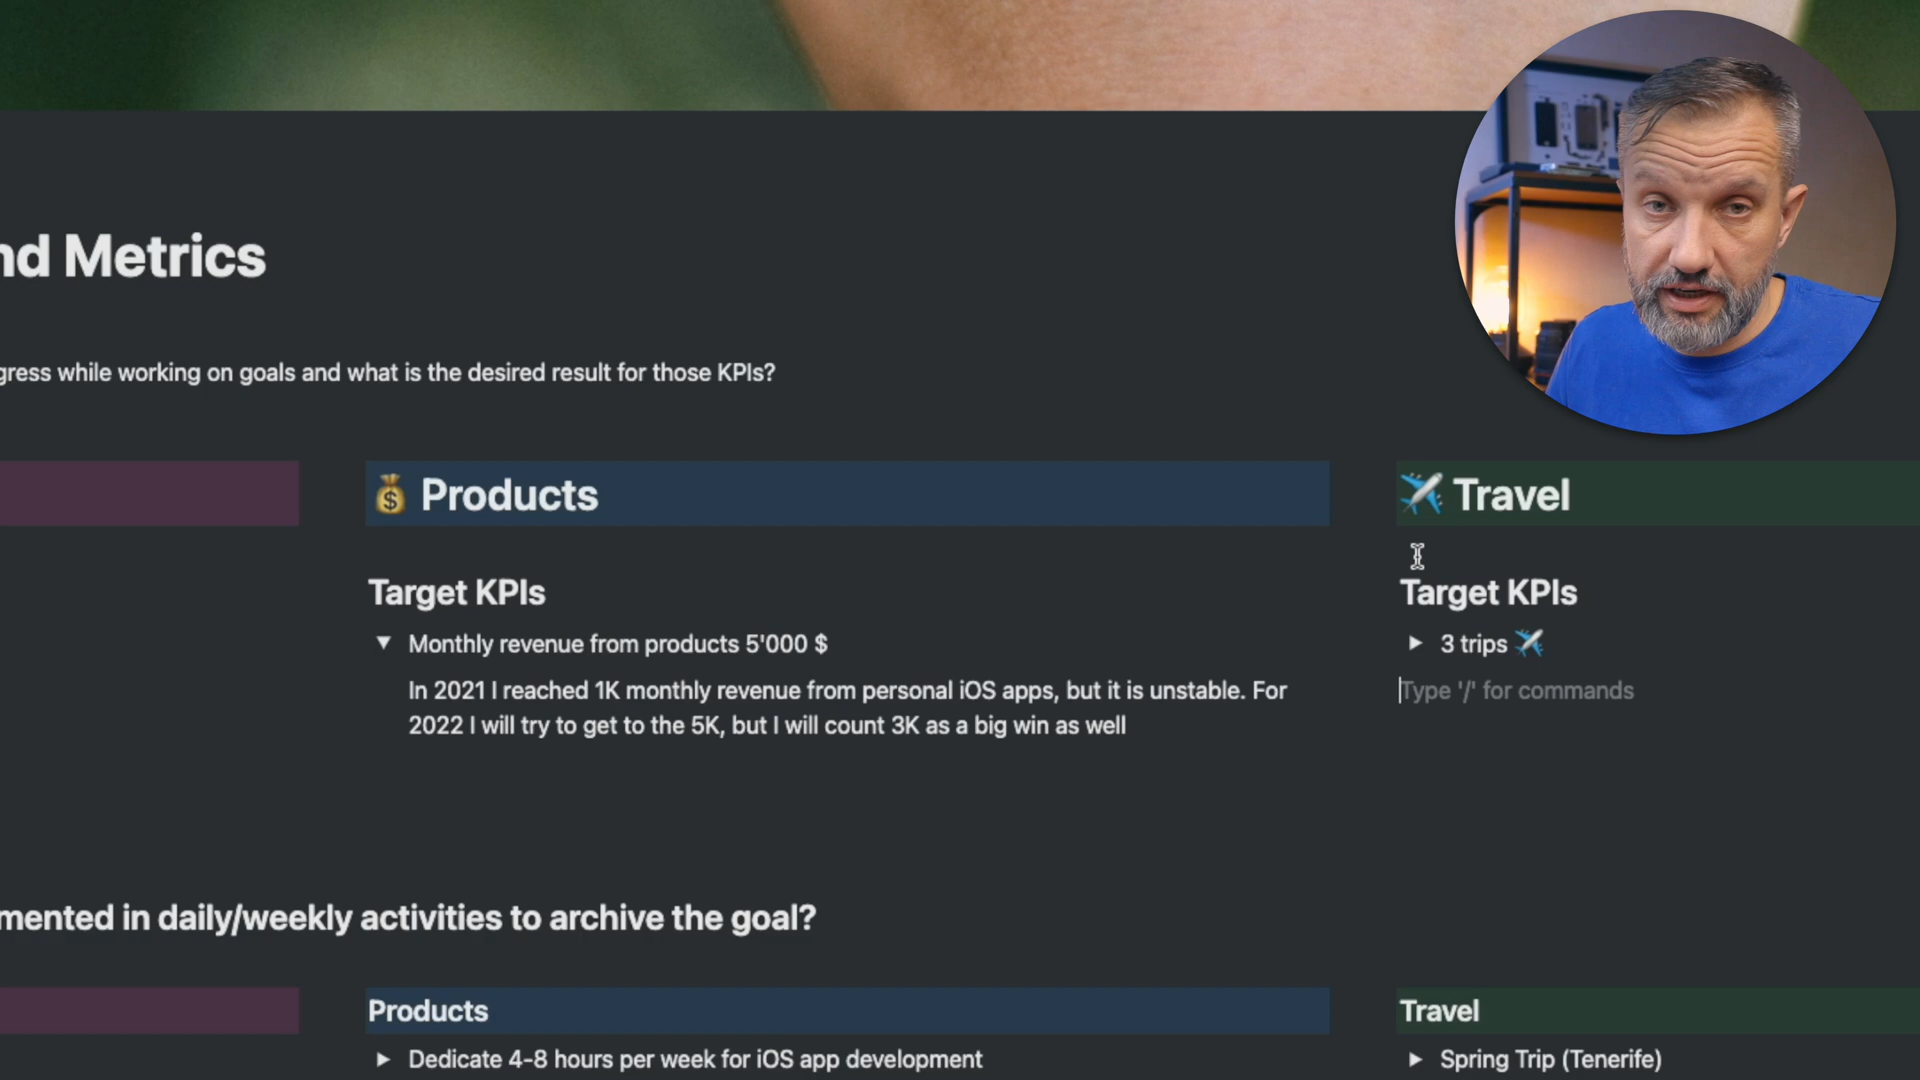 nd Metrics
gress while working on goals and what is the desired result for those KPIs?
Products
Travel
Target KPIs
Target KPIs
Monthly revenue from products 5'000 $
3 trips
In 2021 I reached 1K monthly revenue from personal iOS apps, but it is unstable. For
2022 I will try to get to the 5K, but I will count 3K as a big win as well
Type '/' for commands
mented in daily/weekly activities to archive the goal?
Products
Travel
Dedicate 4-8 hours per week for iOS app development
Spring Trip (Tenerife)